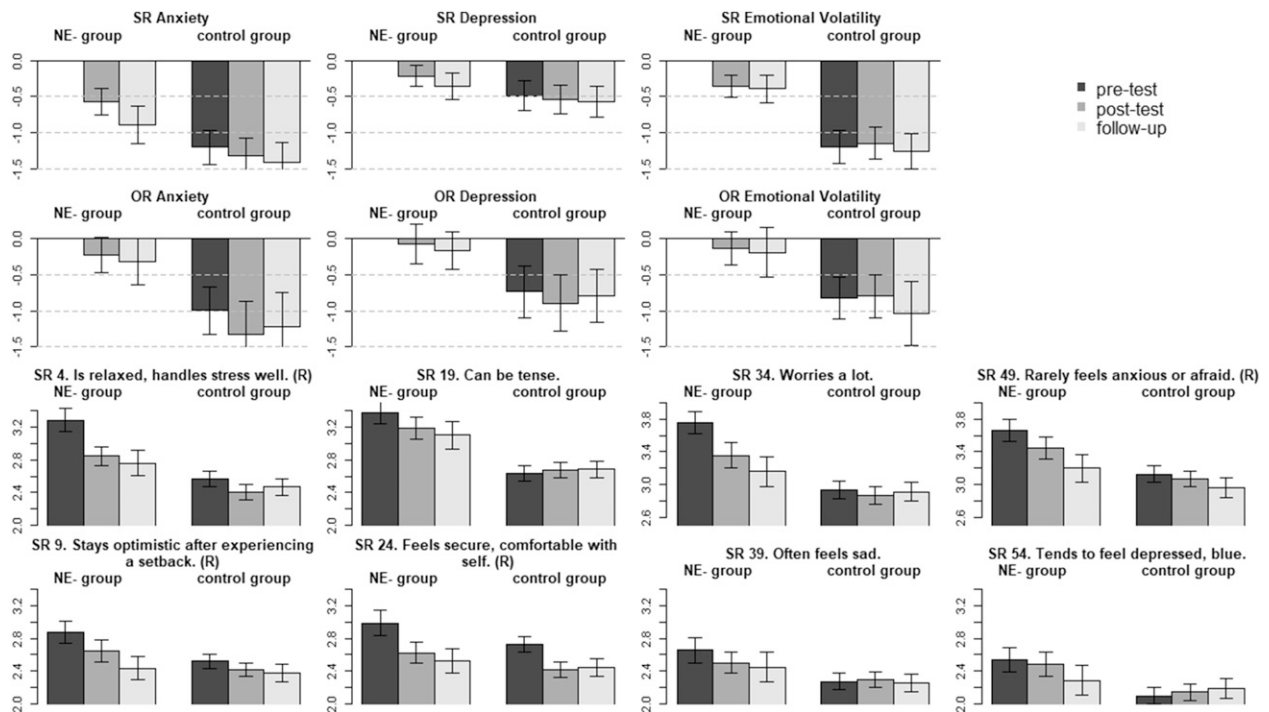 SR Anxiety
NE- group control group
0.0
-0.5
-1.0
-1.5
SR Depression
NE- group control group
0.0
-0.5
-1.0
-1.5
SR Emotional Volatility
NE- group control group
0.0
-0.5
-1.0
-1.5
pre-test
post-test
follow-up
OR Anxiety
NE- group control group
0.0
-0.5
-1.0
-1.5
OR Depression
NE- group control group
0.0
-0.5
-1.0
-1.5
OR Emotional Volatility
NE- group control group
0.0
-0.5
-1.0
-1.5
SR 4. Is relaxed, handles stress well. (R)
NE- group control group
3.2
2.8
2.4
2.0
SR 19. Can be tense.
NE- group control group
3.2
2.8
2.4
2.0
SR 34. Worries a lot.
NE- group control group
3.8
3.4
3.0
2.6
SR 49. Rarely feels anxious or afraid. (R)
NE- group control group
3.8
3.4
3.0
2.6
SR 9. Stays optimistic after experiencing
a setback. (R)
NE- group control group
3.2
2.8
2.4
2.0
SR 24. Feels secure, comfortable with
self. (R)
NE- group control group
3.2
2.8
2.4
2.0
SR 39. Often feels sad.
NE- group control group
3.2
2.8
2.4
2.0
SR 54. Tends to feel depressed, blue.
NE- group control group
3.2
2.8
2.4
2.0